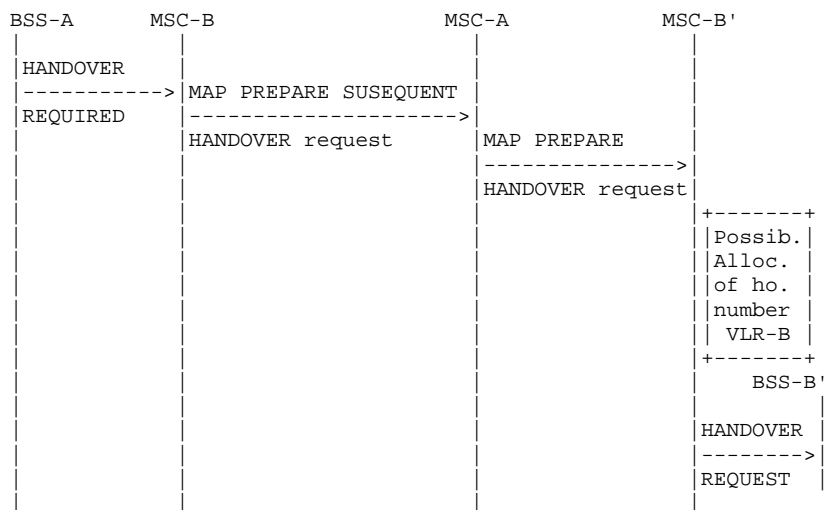 BSS-A MSC-B MSC-A MSC-B'
HANDOVER
MAP PREPARE SUSEQUENT
REQUIRED
HANDOVER request MAP PREPARE
HANDOVER request
Possib.
Alloc.
of ho.
number
VLR-B
BSS-B'
HANDOVER
REQUEST